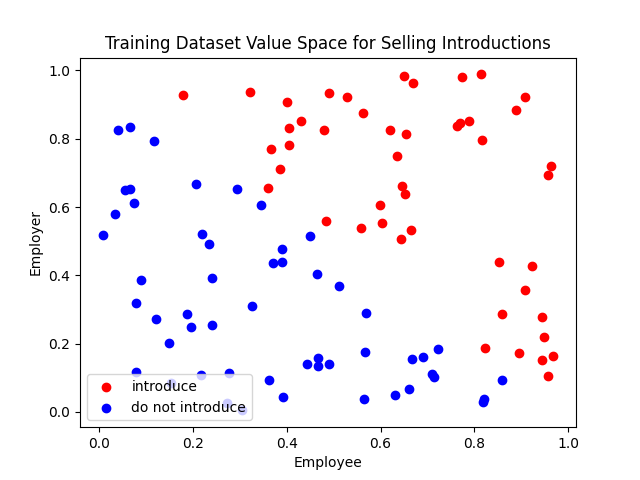 Training Dataset Value Space for Selling Introductions
1.0
0.8
0.6
0.4
0.2
0.0
Employer
introduce
do not introduce
0.0 0.2 0.4 0.6 0.8 1.0
Employee